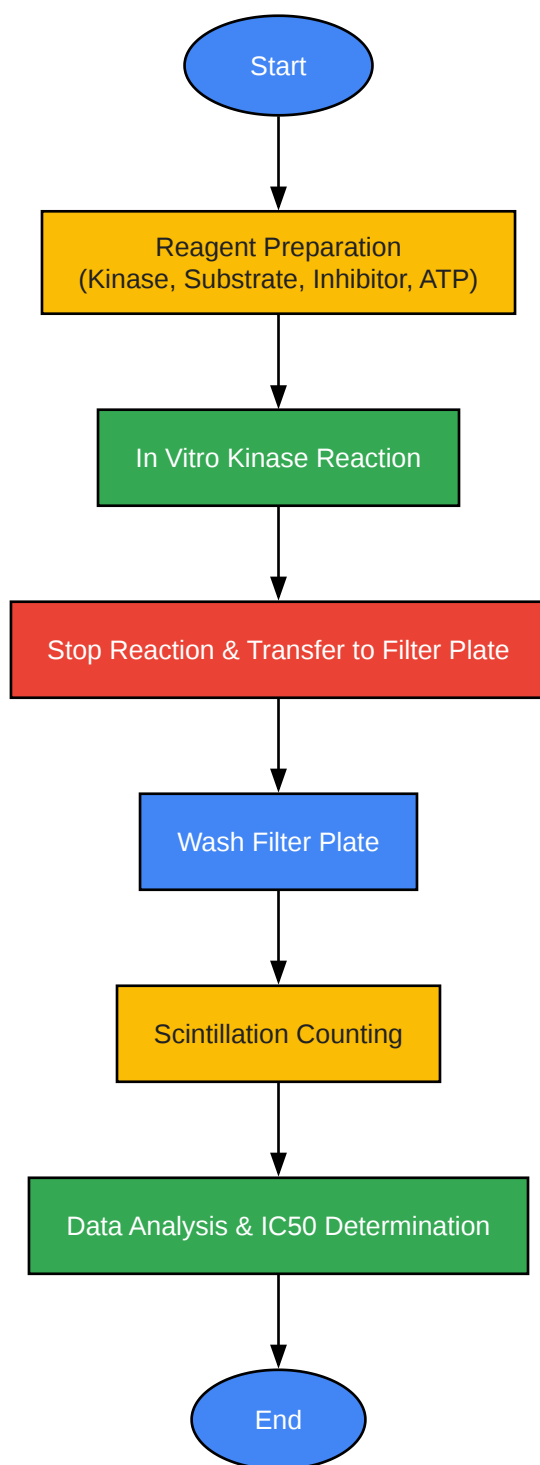 Start
Reagent Preparation
(Kinase, Substrate, Inhibitor, ATP)
In Vitro Kinase Reaction
Stop Reaction & Transfer to Filter Plate
Wash Filter Plate
Scintillation Counting
Data Analysis & IC50 Determination
End